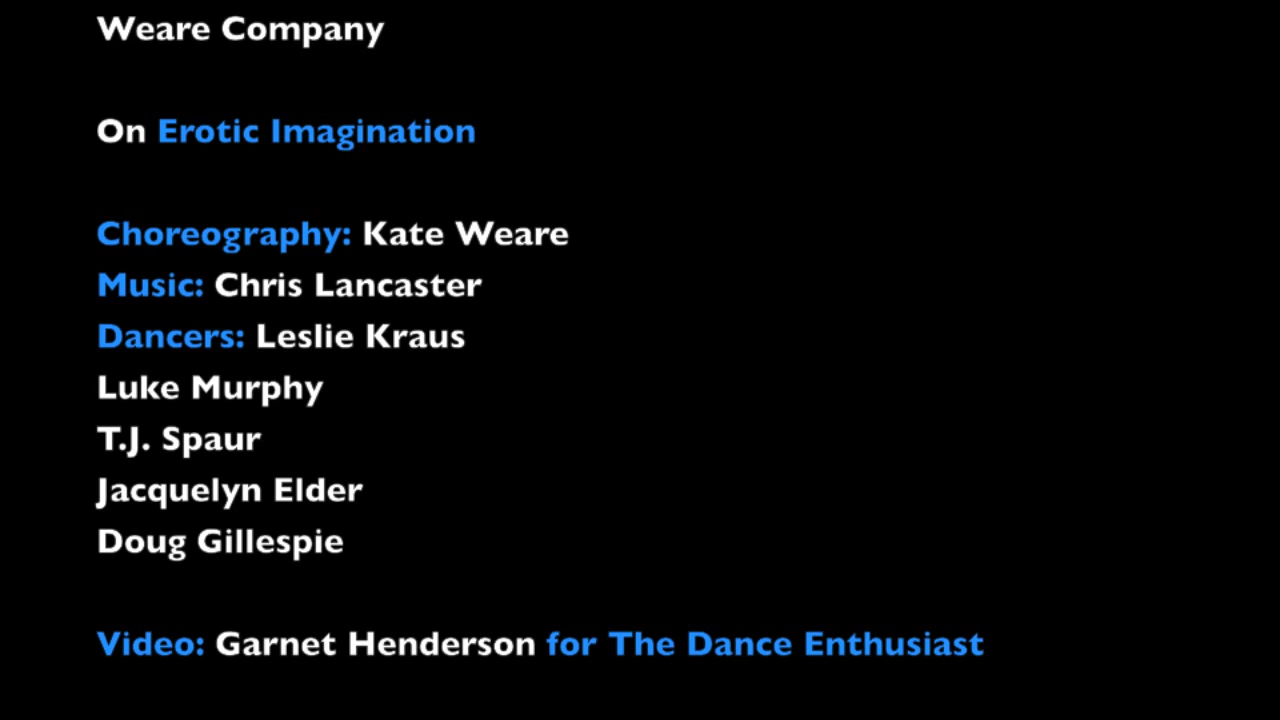 Weare Company
On Erotic Imagination
Choreography: Kate Weare
Music: Chris Lancaster
Dancers: Leslie Kraus
Luke Murphy
T.J. Spaur
Jacquelyn Elder
Doug Gillespie
Video: Garnet Henderson for The Dance Enthusiast